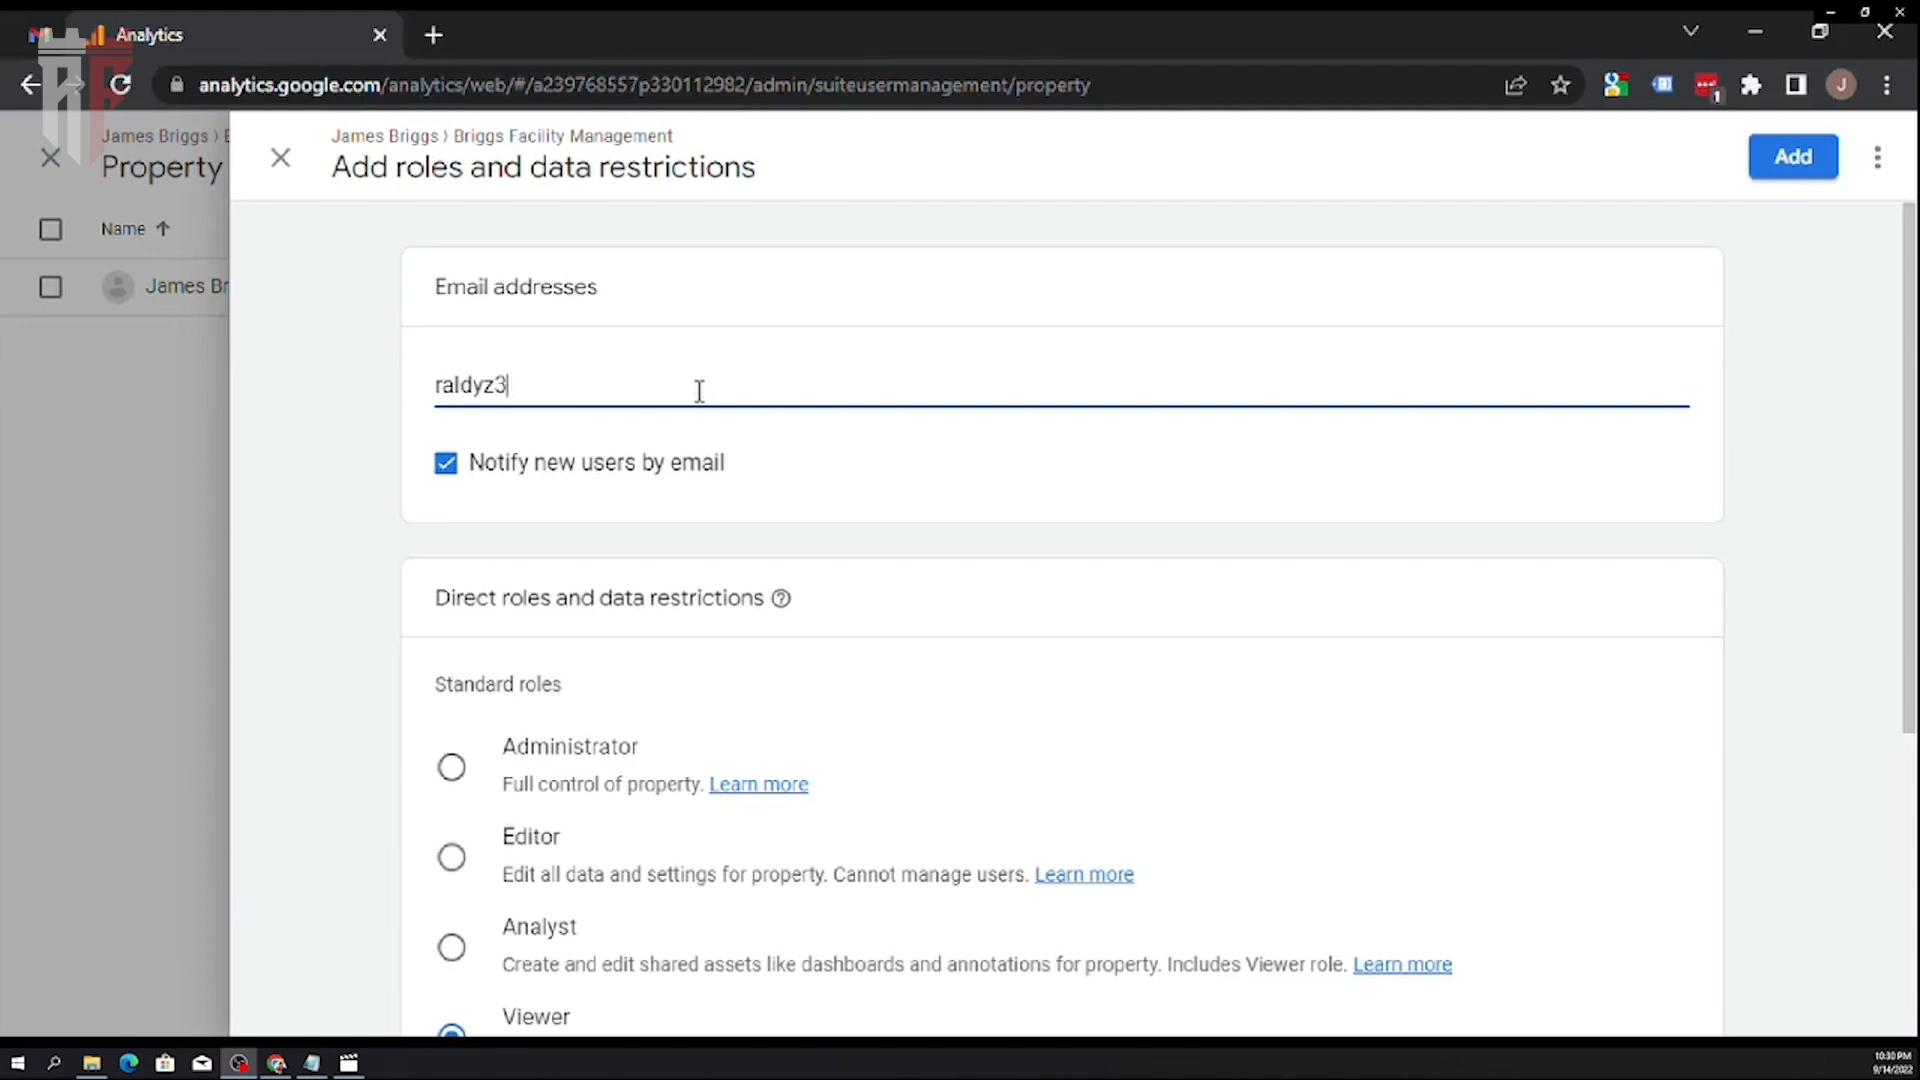 Analytics
analytics.google.com/analytics/web/#/a239768557p330112982/admin/suiteusermanagement/property
1
J
James Briggs
Property
Name
James Br
James Briggs > Briggs Facility Management
Add roles and data restrictions
Add
Email addresses
raldyz3
Notify new users by email
Direct roles and data restrictions
Standard roles
Administrator
Full control of property. Learn more
Editor
Edit all data and settings for property. Cannot manage users. Learn more
Analyst
Create and edit shared assets like dashboards and annotations for property. Includes Viewer role. Learn more
Viewer
10:30 PM
9/14/2022